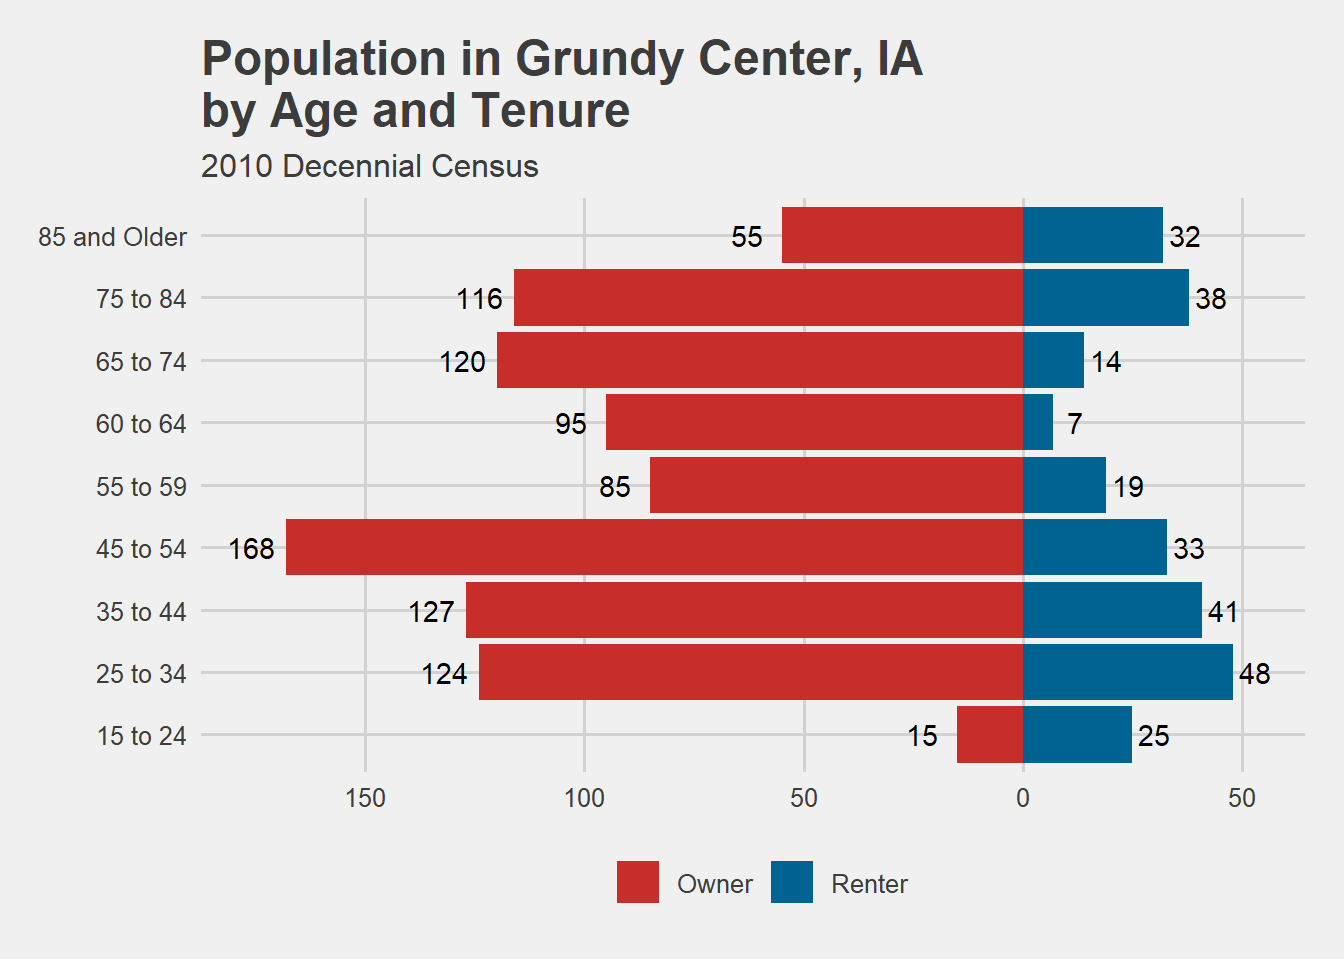 Population in Grundy Center, IA
by Age and Tenure
2010 Decennial Census
85 and Older 55 32
75 to 84 116 38
65 to 74 120 14
60 to 64 95 7
55 to 59 85 19
45 to 54 168 33
35 to 44 127 41
25 to 34 124 48
15 to 24 15 25
150 100 50 0 50
Owner Renter